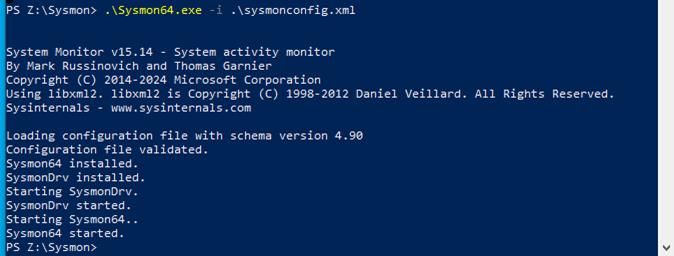 PS Z:\Sysmon> .\Sysmon64.exe -i .\sysmonconfig.xml
System Monitor v15.14 - System activity monitor
By Mark Russinovich and Thomas Garnier
Copyright (C) 2014-2024 Microsoft Corporation
Using libxml2. libxml2 is Copyright (C) 1998-2012 Daniel Veillard. All Rights Reserved.
Sysinternals - www.sysinternals.com
Loading configuration file with schema version 4.90
Configuration file validated.
Sysmon64 installed.
SysmonDrv installed.
Starting SysmonDrv.
SysmonDrv started.
Starting Sysmon64..
Sysmon64 started.
PS Z:\Sysmon>